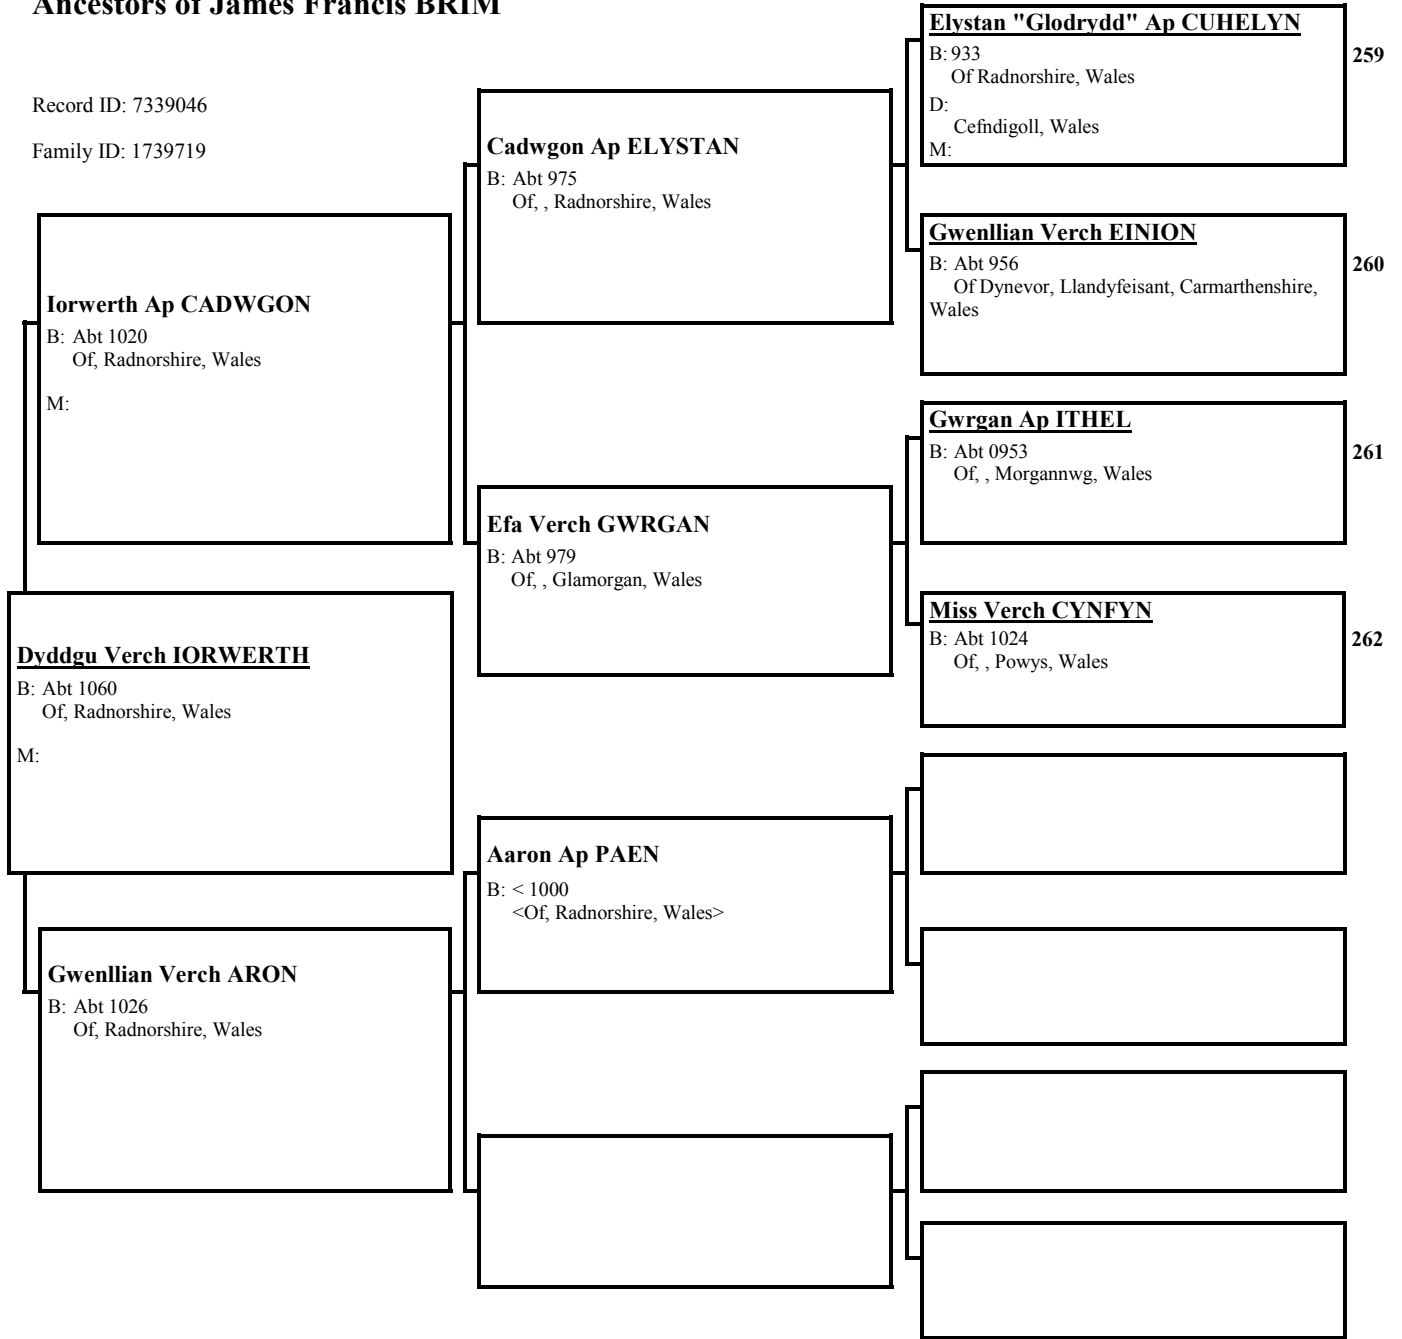 Ancestors of James Francis BRIM
Record ID: 7339046
Family ID: 1739719
Elystan "Glodrydd" Ap CUHELYN
B: 933
Of Radnorshire, Wales
D:
Cefndigoll, Wales
M:
259
Cadwgon Ap ELYSTAN
B: Abt 975
Of, , Radnorshire, Wales
Gwenllian Verch EINION
B: Abt 956
Of Dynevor, Llandyfeisant, Carmarthenshire,
Wales
260
Iorwerth Ap CADWGON
B: Abt 1020
Of, Radnorshire, Wales
M:
Gwrgan Ap ITHEL
B: Abt 0953
Of, , Morgannwg, Wales
261
Efa Verch GWRGAN
B: Abt 979
Of, , Glamorgan, Wales
Miss Verch CYNFYN
B: Abt 1024
Of, , Powys, Wales
262
Dyddgu Verch IORWERTH
B: Abt 1060
Of, Radnorshire, Wales
M:
Aaron Ap PAEN
B: < 1000
<Of, Radnorshire, Wales>
Gwenllian Verch ARON
B: Abt 1026
Of, Radnorshire, Wales